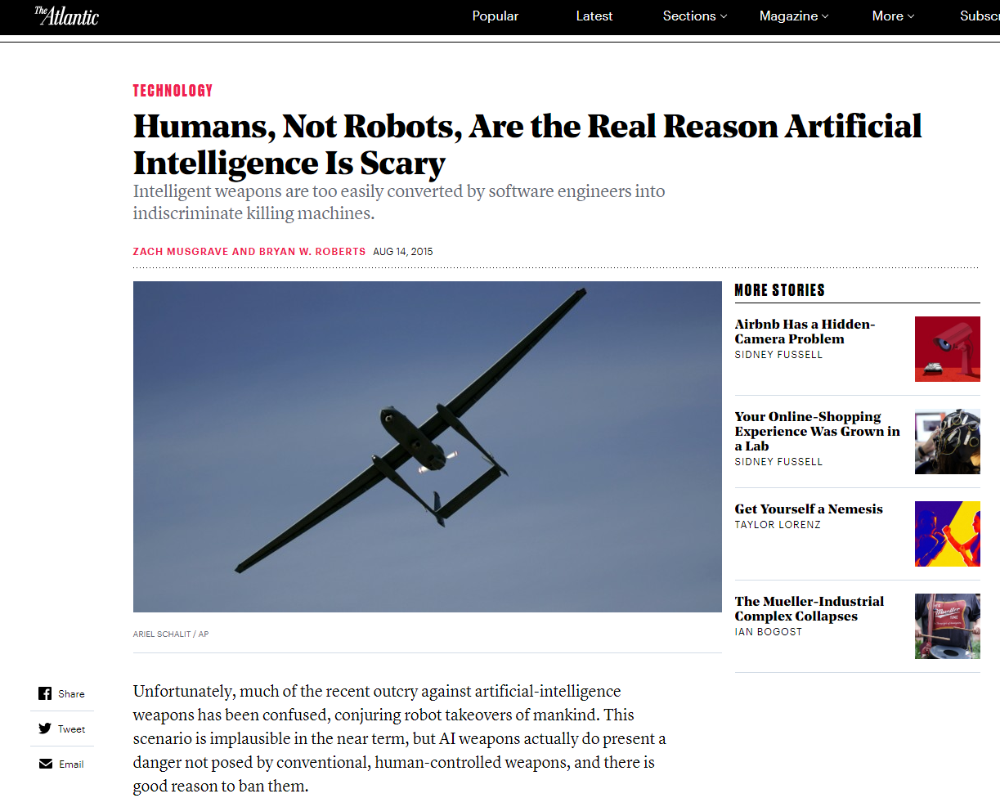 The Atlantic
Popular
Latest
Sections
Magazine
More
TECHNOLOGY
Humans, Not Robots, Are the Real Reason Artificial
Intelligence Is Scary
Intelligent weapons are too easily converted by software engineers into
indiscriminate killing machines.
ZACH MUSGRAVE AND BRYAN W. ROBERTS AUG 14, 2015
ARIEL SCHALIT / AP
MORE STORIES
Airbnb Has a Hidden-
Camera Problem
SIDNEY FUSSELL
Your Online-Shopping
Experience Was Grown in
a Lab
SIDNEY FUSSELL
Get Yourself a Nemesis
TAYLOR LORENZ
The Mueller-Industrial
Complex Collapses
IAN BOGOST
Mueller
Share
Tweet
Email
Unfortunately, much of the recent outcry against artificial-intelligence
weapons has been confused, conjuring robot takeovers of mankind. This
scenario is implausible in the near term, but AI weapons actually do present a
danger not posed by conventional, human-controlled weapons, and there is
good reason to ban them.